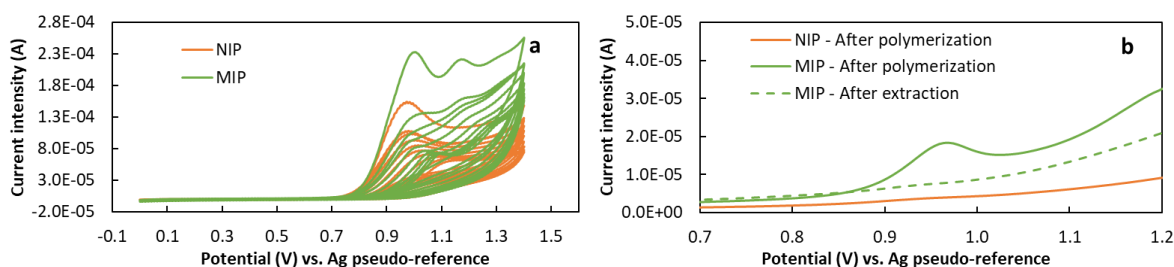 2.8E-04
2.3E-04
1.8E-04
1.3E-04
8.0E-05
3.0E-05
-2.0E-05
Current intensity (A)
NIP
MIP
a
-0.1 0.1 0.3 0.5 0.7 0.9 1.1 1.3 1.5
Potential (V) vs. Ag pseudo-reference
5.0E-05
4.0E-05
3.0E-05
2.0E-05
1.0E-05
0.0E+00
Current intensity (A)
NIP - After polymerization
MIP - After polymerization
MIP - After extraction
b
0.7 0.8 0.9 1.0 1.1 1.2
Potential (V) vs. Ag pseudo-reference